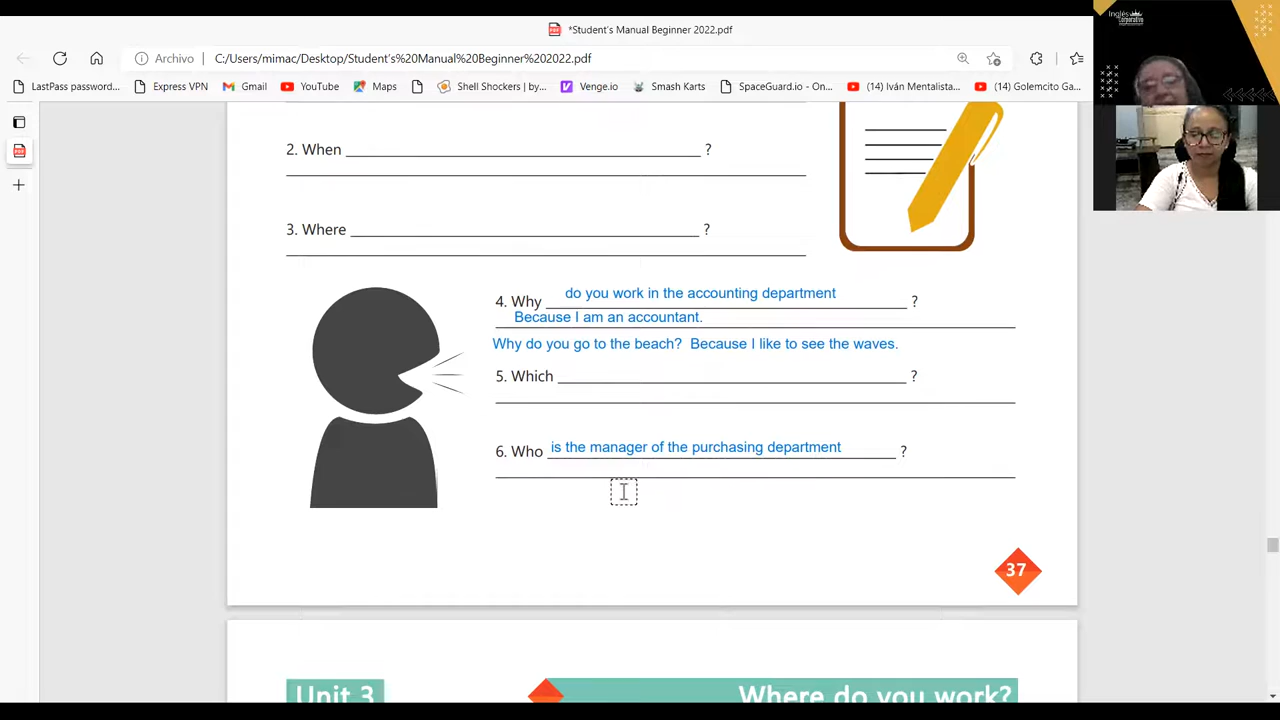 *Student's Manual Beginner 2022.pdf
Archivo C:/Users/mimac/Desktop/Student's%20Manual%20Beginner%202022.pdf
LastPass password... Express VPN Gmail YouTube Maps Shell Shockers | by... Venge.io Smash Karts SpaceGuard.io - On... (14) Iván Mentalista... (14) Golemcito Ga...
Inglés
Corporativo
2. When ?
3. Where ?
4. Why do you work in the accounting department ?
Because I am an accountant.
Why do you go to the beach? Because I like to see the waves.
5. Which ?
6. Who is the manager of the purchasing department ?
37
Unit 3 Where do you work?